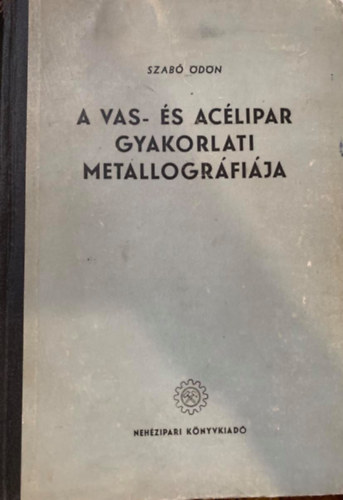 SZABÓ ÖDÖN
A VAS- ÉS ACÉLIPAR
GYAKORLATI
METALLOGRÁFIÁJA
NEHÉZIPARI KÖNYVKIADÓ